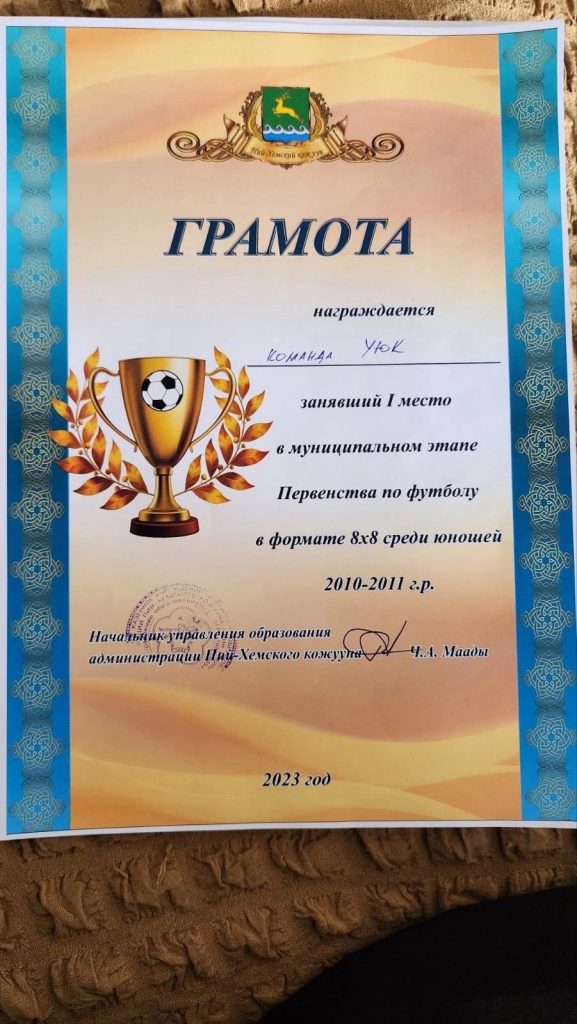 Пий-Хемский кожуун
ГРАМОТА
награждается
КОМАНДА УЮК
занявший I место
в муниципальном этапе
Первенства по футболу
в формате 8х8 среди юношей
2010-2011 г.р.
Начальник управления образования
администрации Пий-Хемского кожууна Ч.А. Маады
2023 год